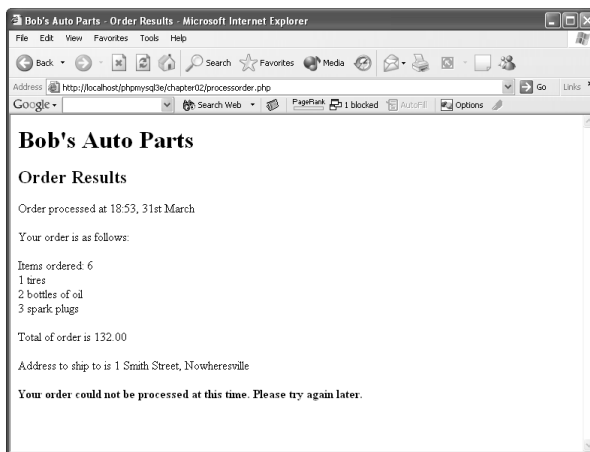 Bob's Auto Parts - Order Results - Microsoft Internet Explorer
File Edit View Favorites Tools Help
Back Search Favorites Media
Address http://localhost/phpmysql3e/chapter02/processorder.php Go Links
Google Search Web PageRank 1 blocked AutoFill Options
Bob's Auto Parts
Order Results
Order processed at 18:53, 31st March
Your order is as follows:
Items ordered: 6
1 tires
2 bottles of oil
3 spark plugs
Total of order is 132.00
Address to ship to is 1 Smith Street, Nowheresville
Your order could not be processed at this time. Please try again later.